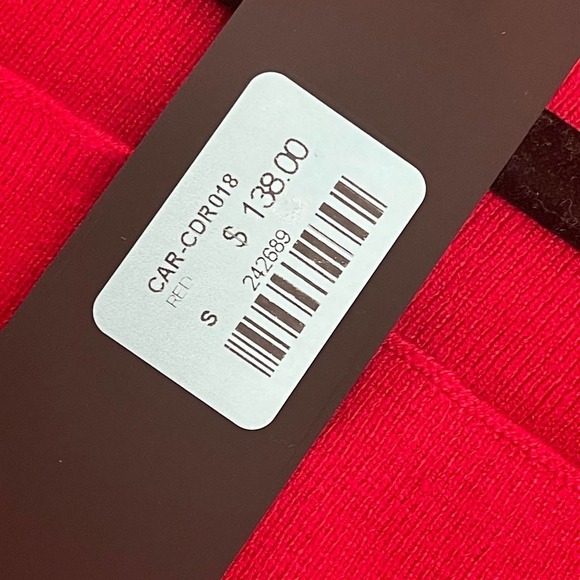 CAR-CDR018
RED
$ 138.00
S
242689